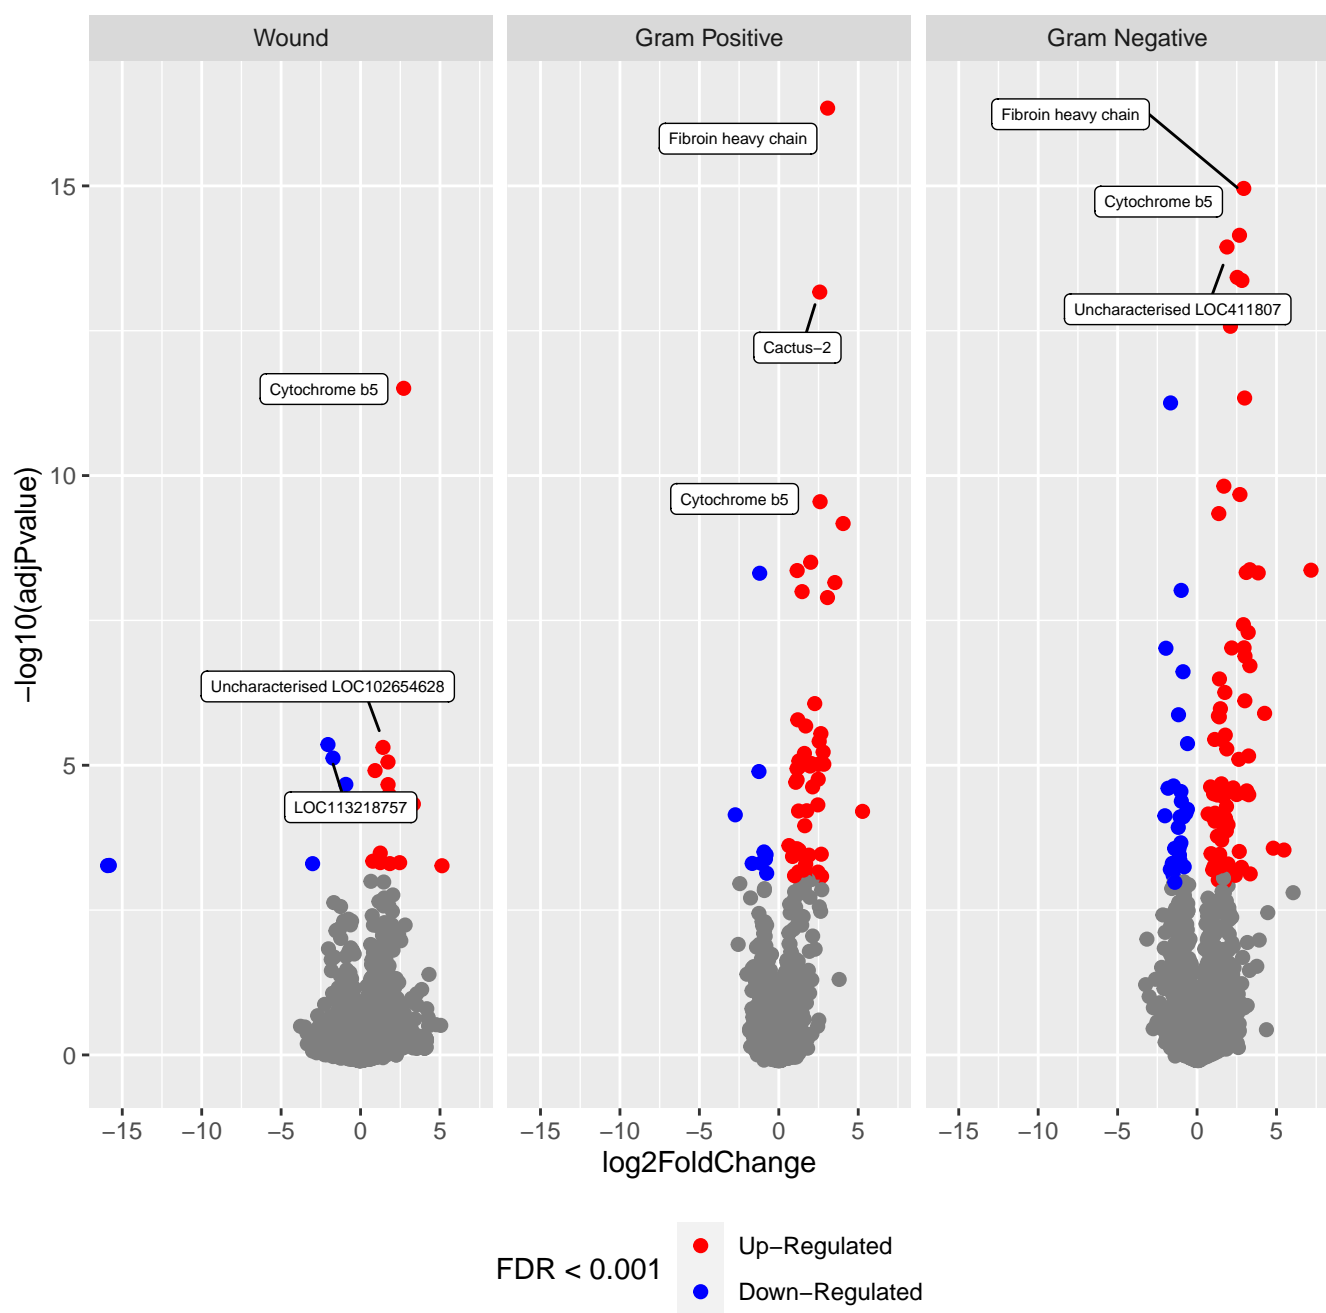 Wound
Gram Positive
Gram Negative
Fibroin heavy chain
Fibroin heavy chain
Cytochrome b5
Uncharacterised LOC411807
Cactus−2
Cytochrome b5
Cytochrome b5
Uncharacterised LOC102654628
LOC113218757
15
10
5
0
−log10(adjPvalue)
−15 −10 −5 0 5
−15 −10 −5 0 5
−15 −10 −5 0 5
log2FoldChange
FDR < 0.001
Up−Regulated
Down−Regulated